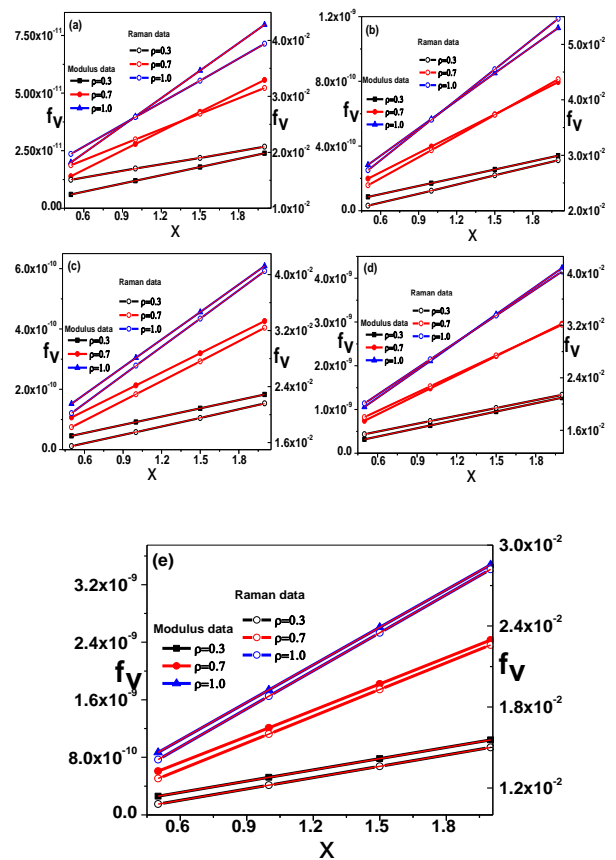 (a)
Raman data
ρ=0.3
ρ=0.7
ρ=1.0
Modulus data
ρ=0.3
ρ=0.7
ρ=1.0
7.50x10⁻¹¹
5.00x10⁻¹¹
2.50x10⁻¹¹
0.00
fV
0.6 1.2 1.8
X
4.0x10⁻²
3.0x10⁻²
2.0x10⁻²
1.0x10⁻²
fV
(b)
Raman data
ρ=0.3
ρ=0.7
ρ=1.0
Modulus data
ρ=0.3
ρ=0.7
ρ=1.0
1.2x10⁻⁹
8.0x10⁻¹⁰
4.0x10⁻¹⁰
0.0
fV
0.6 0.9 1.2 1.5 1.8
X
5.0x10⁻²
4.0x10⁻²
3.0x10⁻²
2.0x10⁻²
fV
(c)
Raman data
ρ=0.3
ρ=0.7
ρ=1.0
Modulus data
ρ=0.3
ρ=0.7
ρ=1.0
6.0x10⁻¹⁰
4.0x10⁻¹⁰
2.0x10⁻¹⁰
0.0
fV
0.6 0.9 1.2 1.5 1.8
X
4.0x10⁻²
3.2x10⁻²
2.4x10⁻²
1.6x10⁻²
fV
(d)
Raman data
ρ=0.3
ρ=0.7
ρ=1.0
Modulus data
ρ=0.3
ρ=0.7
ρ=1.0
4.0x10⁻⁹
3.0x10⁻⁹
2.0x10⁻⁹
1.0x10⁻⁹
0.0
fV
0.6 0.9 1.2 1.5 1.8
X
4.0x10⁻²
3.2x10⁻²
2.4x10⁻²
1.6x10⁻²
fV
(e)
Raman data
ρ=0.3
ρ=0.7
ρ=1.0
Modulus data
ρ=0.3
ρ=0.7
ρ=1.0
3.2x10⁻⁹
2.4x10⁻⁹
1.6x10⁻⁹
8.0x10⁻¹⁰
0.0
fV
0.6 0.9 1.2 1.5 1.8
X
3.0x10⁻²
2.4x10⁻²
1.8x10⁻²
1.2x10⁻²
fV